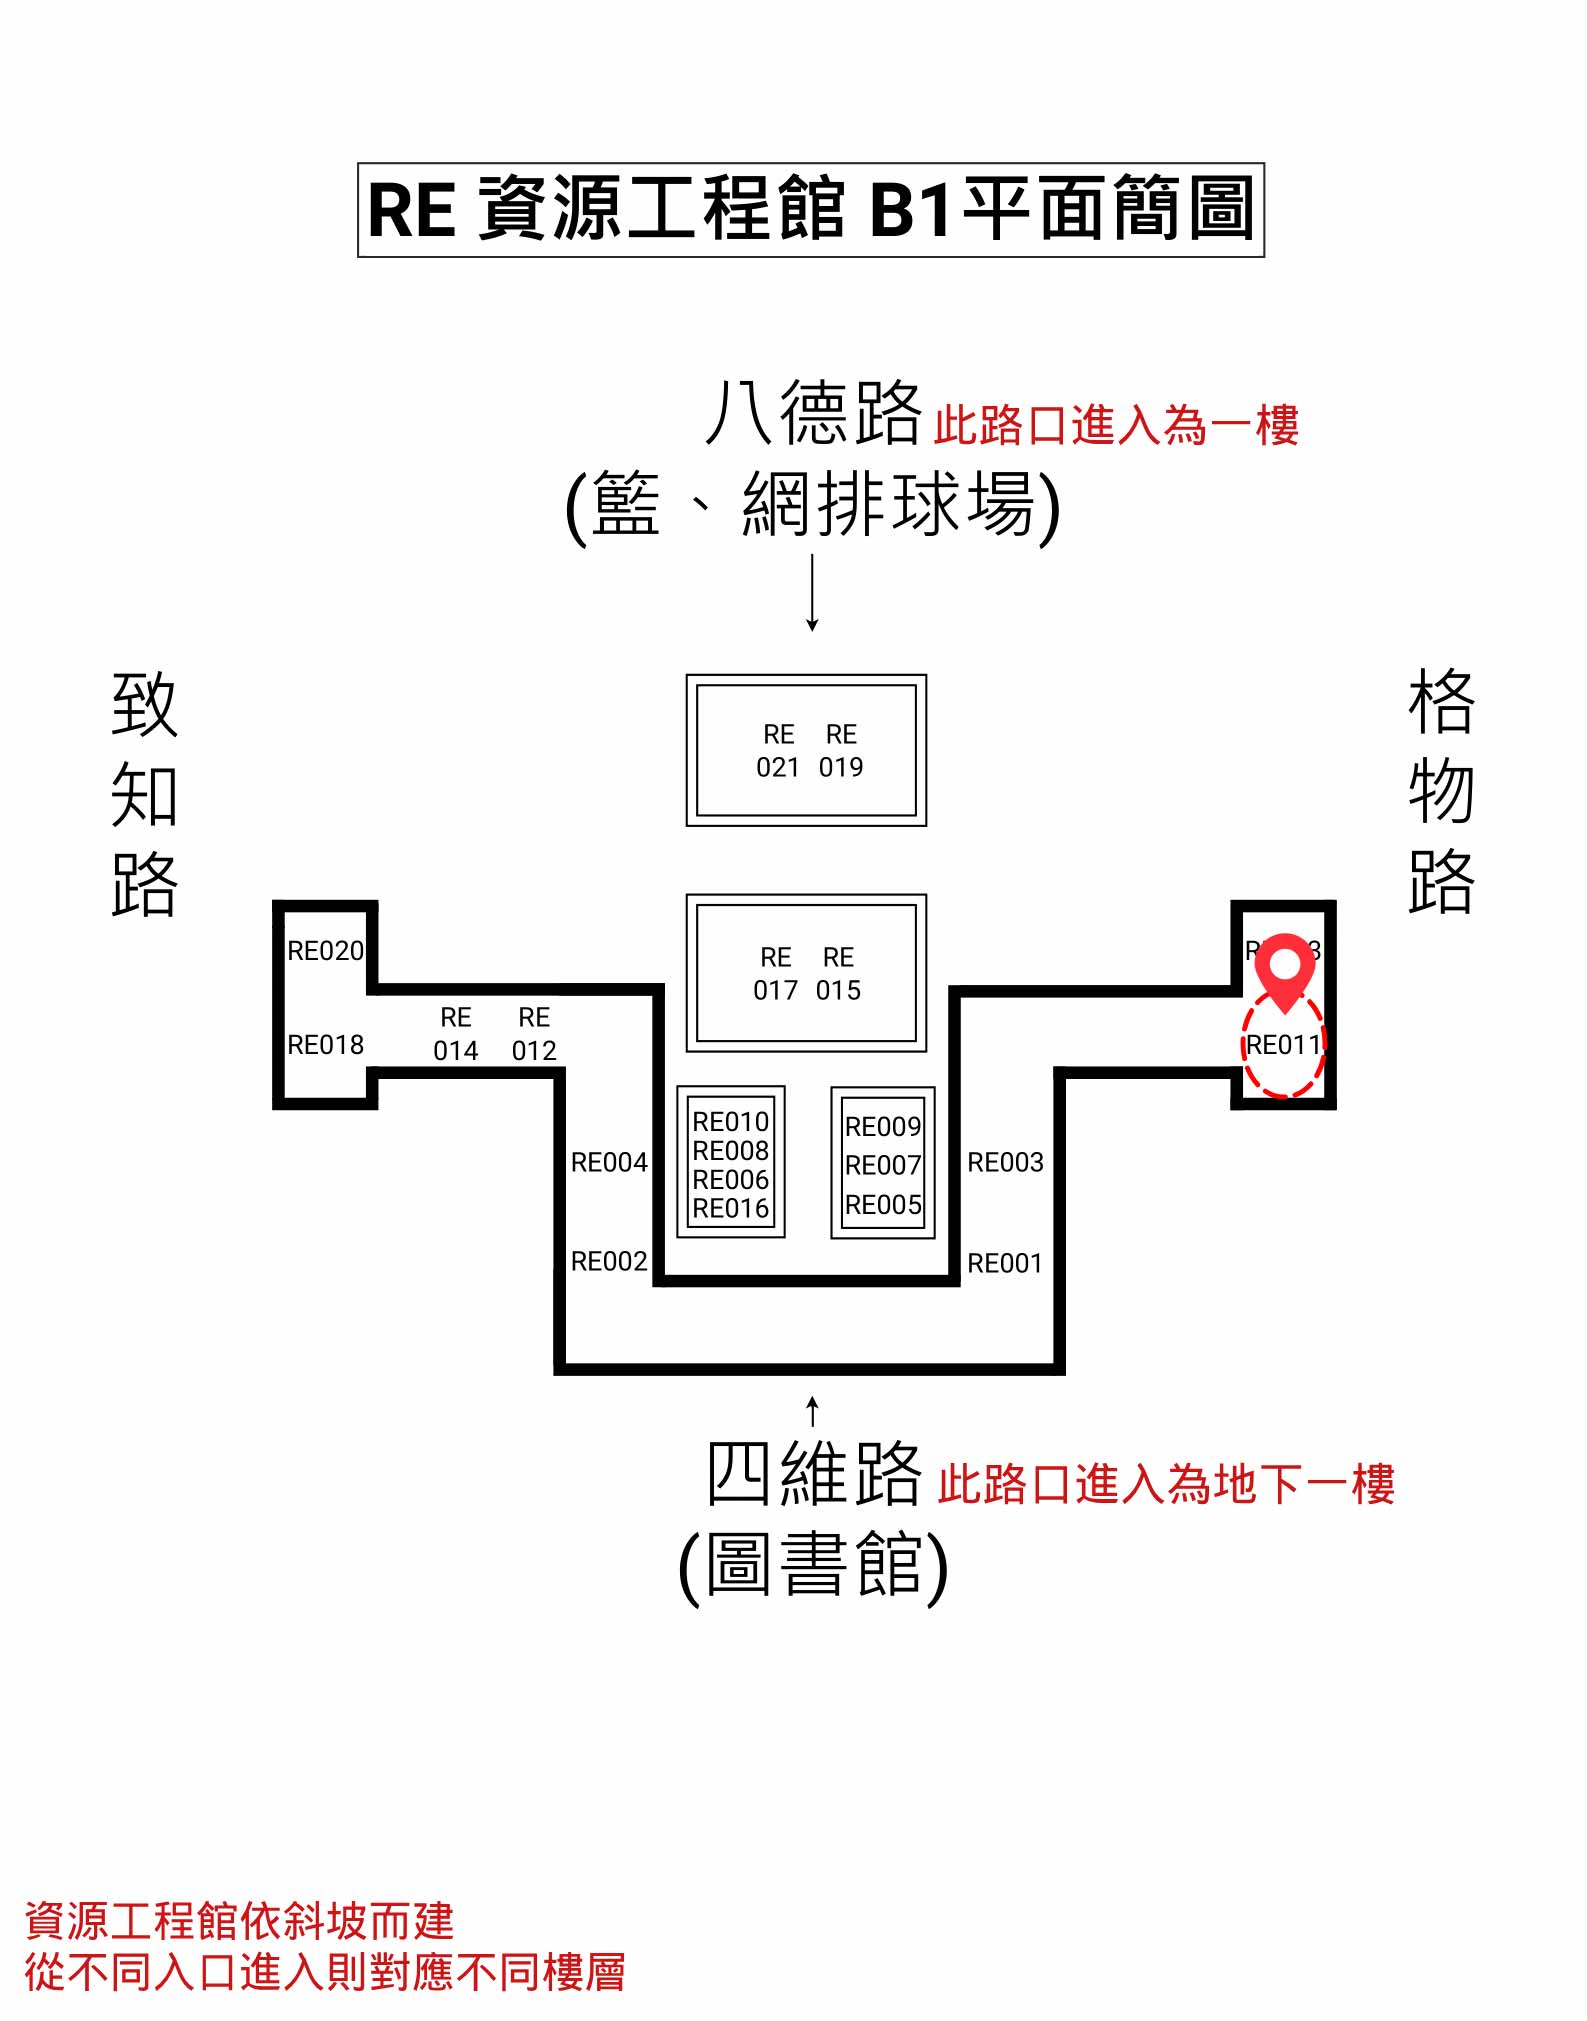 RE 資源工程館 B1平面簡圖
八德路 此路口進入為一樓
(籃、網排球場)
致知路
格物路
RE 021
RE 019
RE 017
RE 015
RE020
RE018
RE 014
RE 012
RE011
RE010
RE008
RE006
RE016
RE009
RE007
RE005
RE004
RE002
RE003
RE001
四維路 此路口進入為地下一樓
(圖書館)
資源工程館依斜坡而建
從不同入口進入則對應不同樓層